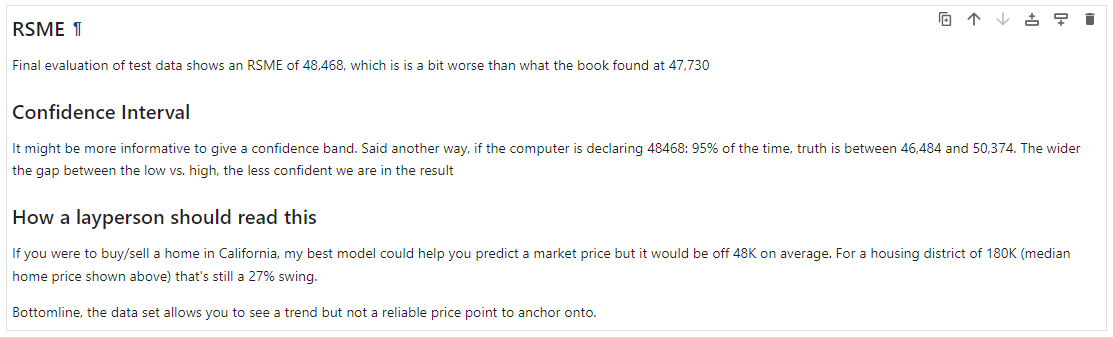 RSME ¶
Final evaluation of test data shows an RSME of 48,468, which is is a bit worse than what the book found at 47,730
Confidence Interval
It might be more informative to give a confidence band. Said another way, if the computer is declaring 48468: 95% of the time, truth is between 46,484 and 50,374. The wider
the gap between the low vs. high, the less confident we are in the result
How a layperson should read this
If you were to buy/sell a home in California, my best model could help you predict a market price but it would be off 48K on average. For a housing district of 180K (median
home price shown above) that's still a 27% swing.
Bottomline, the data set allows you to see a trend but not a reliable price point to anchor onto.